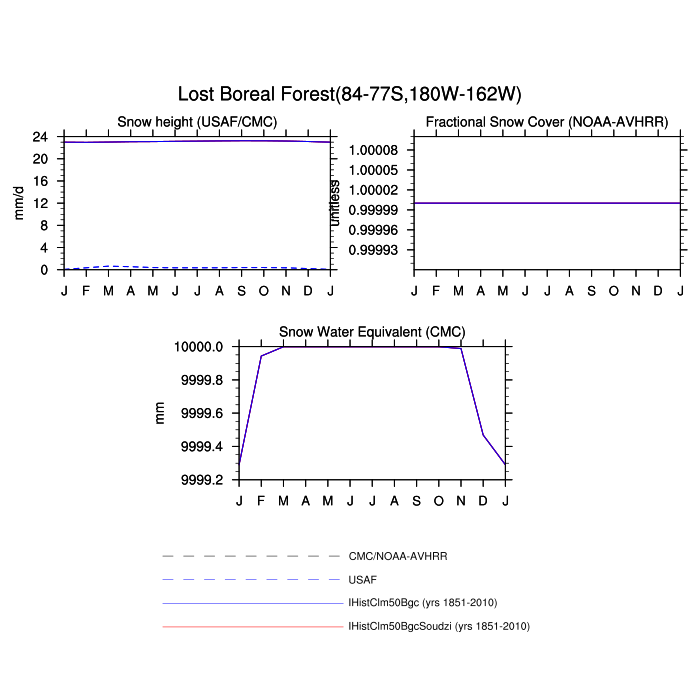 Lost Boreal Forest(84-77S,180W-162W)
Snow height (USAF/CMC)
24
20
16
12
8
4
0
mm/d
J F M A M J J A S O N D J
Fractional Snow Cover (NOAA-AVHRR)
1.00008
1.00005
1.00002
0.99999
0.99996
0.99993
unitless
J F M A M J J A S O N D J
Snow Water Equivalent (CMC)
10000.0
9999.8
9999.6
9999.4
9999.2
mm
J F M A M J J A S O N D J
CMC/NOAA-AVHRR
USAF
IHistClm50Bgc (yrs 1851-2010)
IHistClm50BgcSoudzi (yrs 1851-2010)